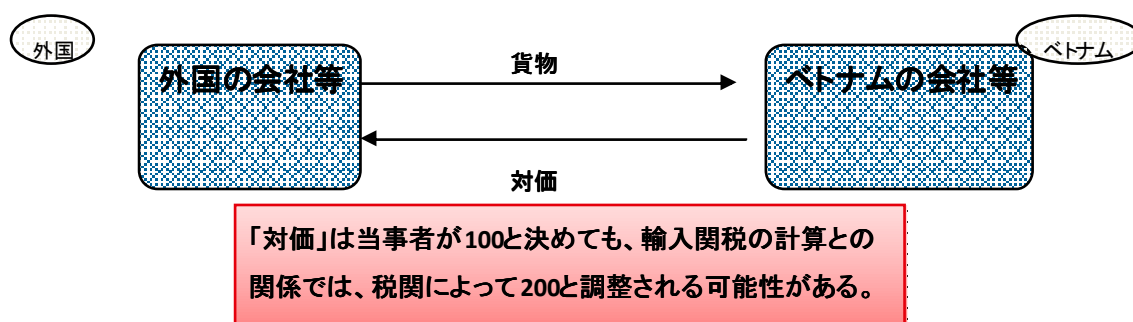 外国
ベトナム
外国の会社等
貨物
ベトナムの会社等
対価
「対価」は当事者が100と決めても、輸入関税の計算との
関係では、税関によって200と調整される可能性がある。